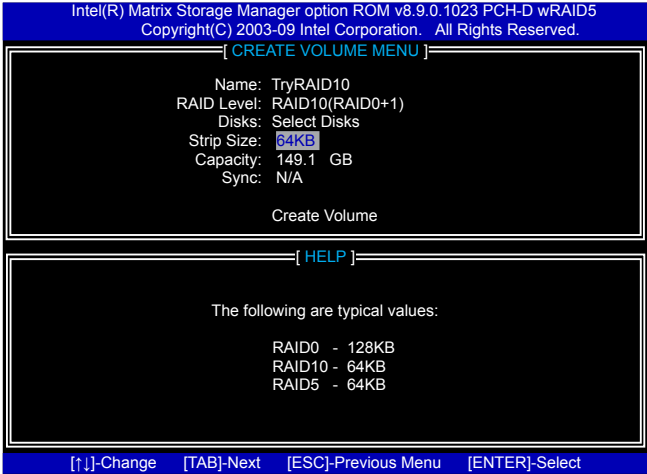 Intel(R) Matrix Storage Manager option ROM v8.9.0.1023 PCH-D wRAID5
Copyright(C) 2003-09 Intel Corporation. All Rights Reserved.
[ CREATE VOLUME MENU ]
Name: TryRAID10
RAID Level: RAID10(RAID0+1)
Disks: Select Disks
Strip Size: 64KB
Capacity: 149.1 GB
Sync: N/A
Create Volume
[ HELP ]
The following are typical values:
RAID0 - 128KB
RAID10 - 64KB
RAID5 - 64KB
[↑↓]-Change [TAB]-Next [ESC]-Previous Menu [ENTER]-Select